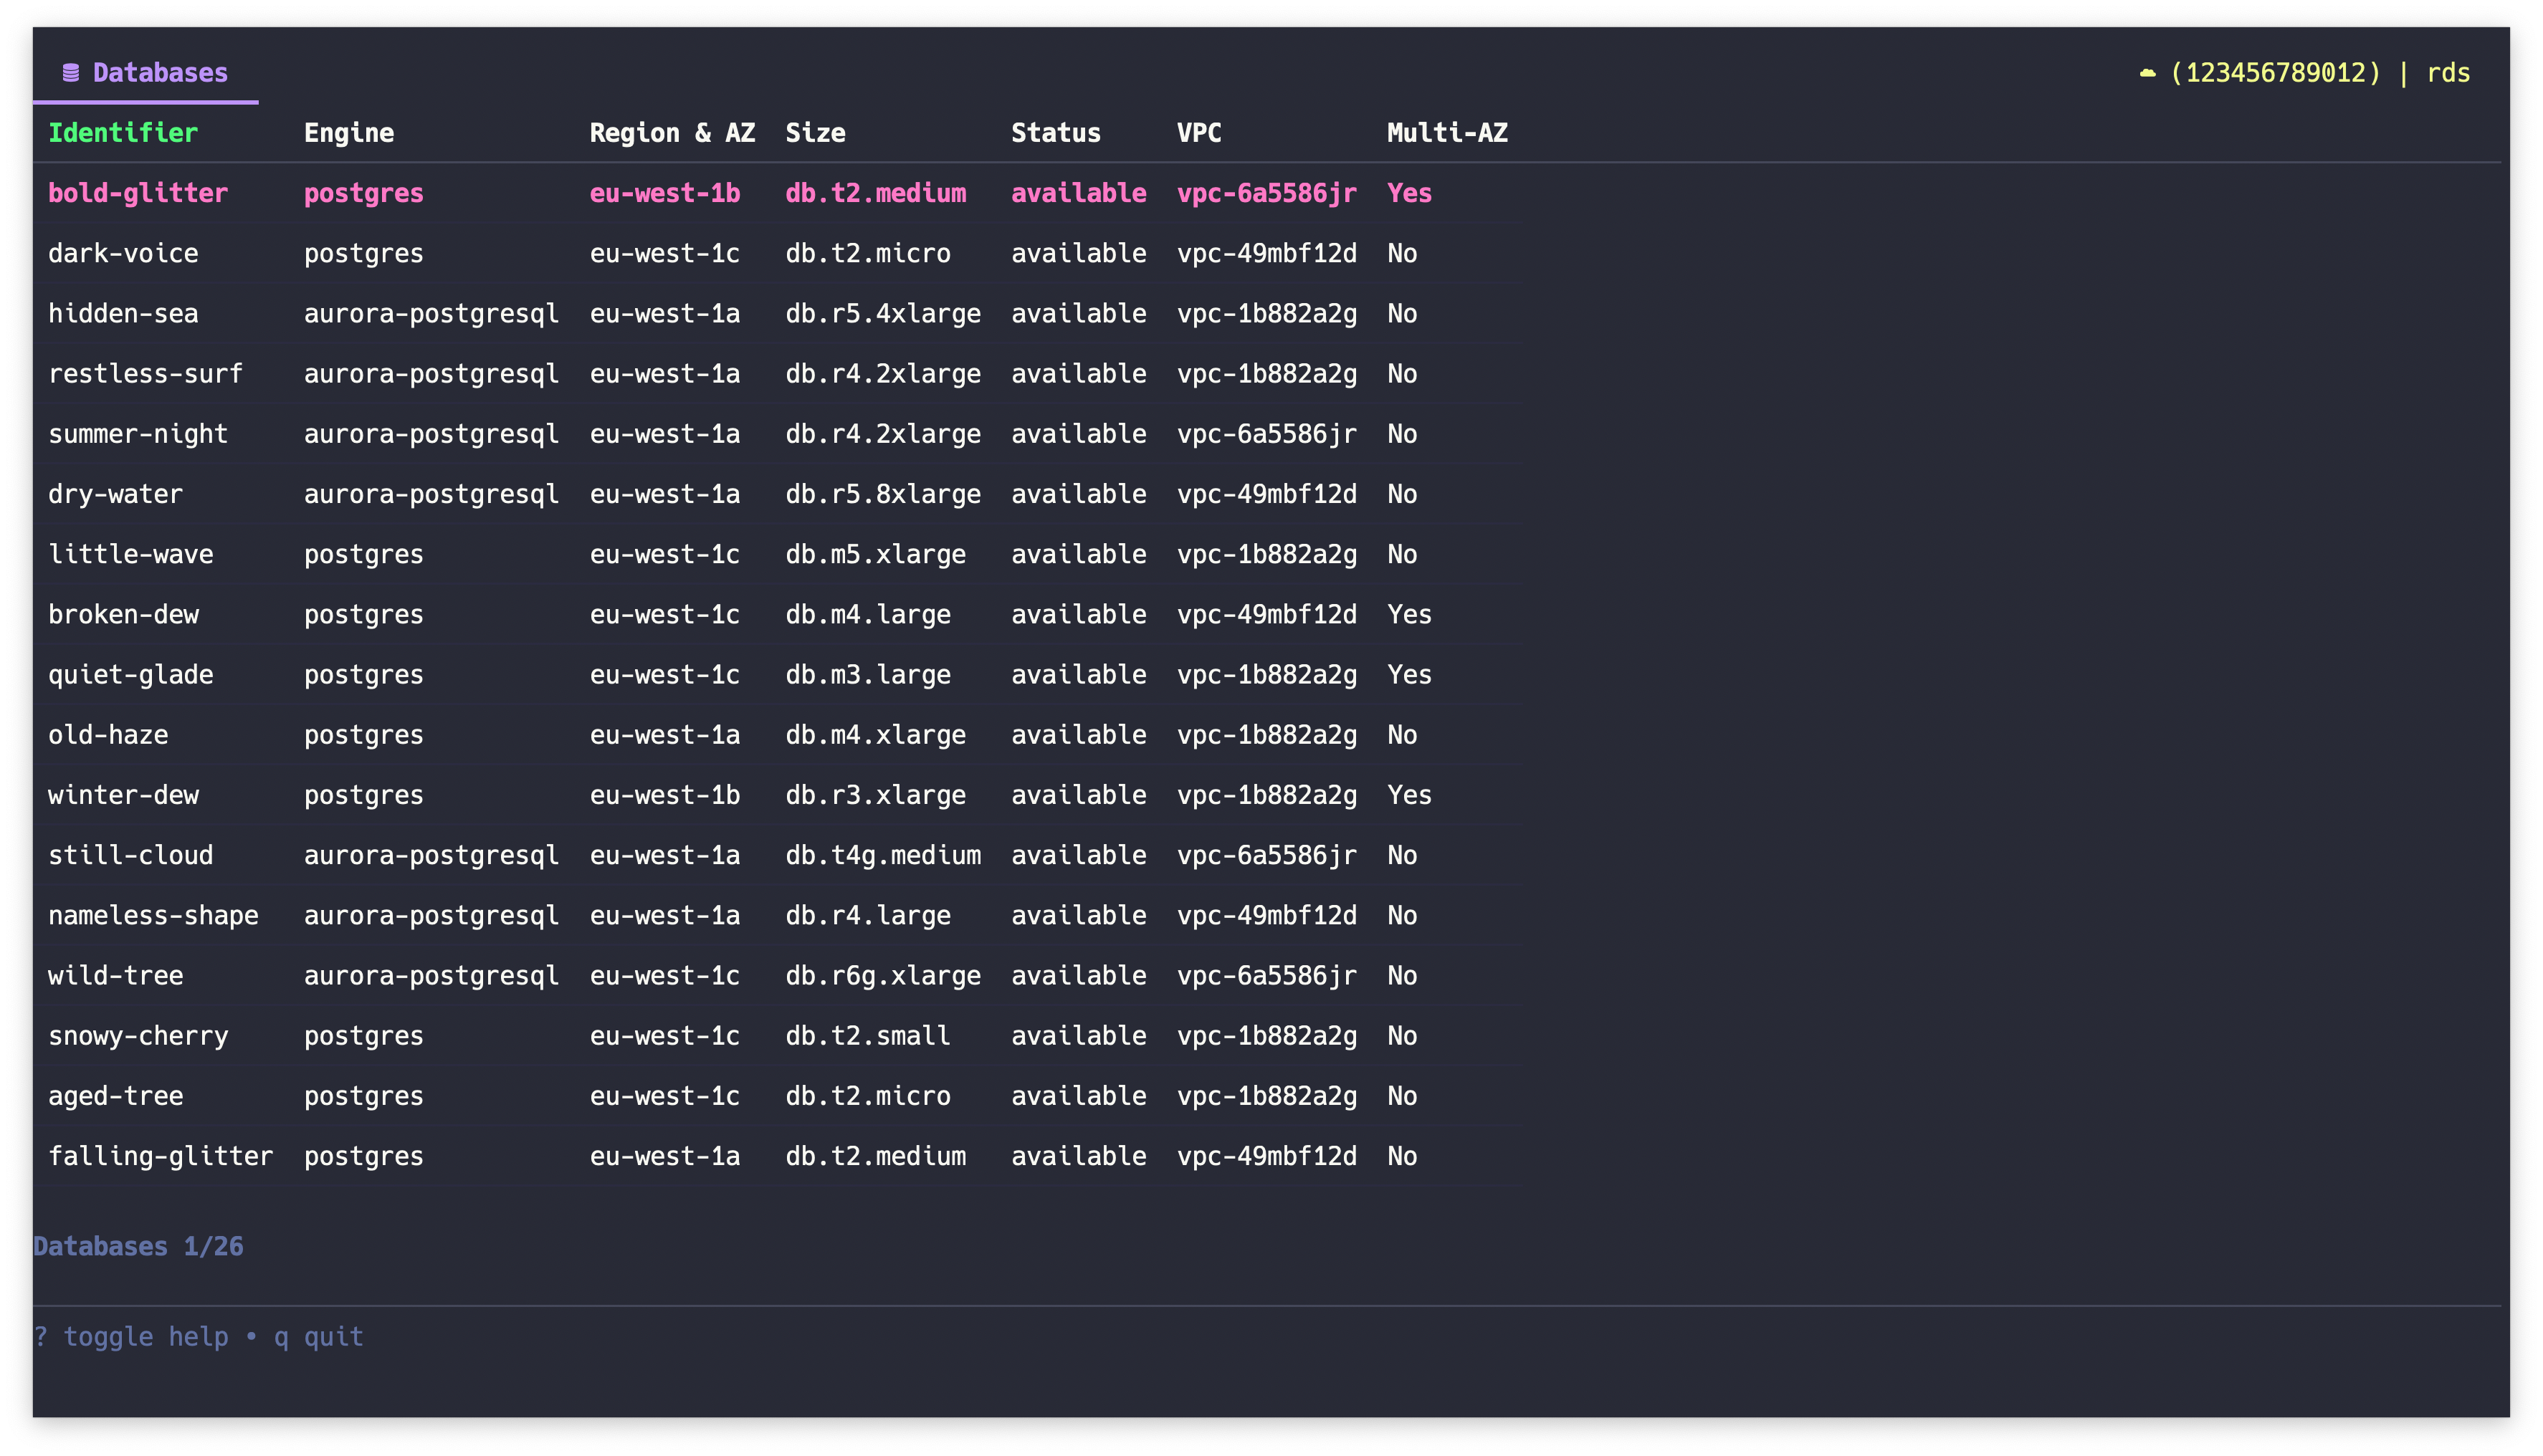 Databases (123456789012) | rds
Identifier Engine Region & AZ Size Status VPC Multi-AZ
bold-glitter postgres eu-west-1b db.t2.medium available vpc-6a5586jr Yes
dark-voice postgres eu-west-1c db.t2.micro available vpc-49mbf12d No
hidden-sea aurora-postgresql eu-west-1a db.r5.4xlarge available vpc-1b882a2g No
restless-surf aurora-postgresql eu-west-1a db.r4.2xlarge available vpc-1b882a2g No
summer-night aurora-postgresql eu-west-1a db.r4.2xlarge available vpc-6a5586jr No
dry-water aurora-postgresql eu-west-1a db.r5.8xlarge available vpc-49mbf12d No
little-wave postgres eu-west-1c db.m5.xlarge available vpc-1b882a2g No
broken-dew postgres eu-west-1c db.m4.large available vpc-49mbf12d Yes
quiet-glade postgres eu-west-1c db.m3.large available vpc-1b882a2g Yes
old-haze postgres eu-west-1a db.m4.xlarge available vpc-1b882a2g No
winter-dew postgres eu-west-1b db.r3.xlarge available vpc-1b882a2g Yes
still-cloud aurora-postgresql eu-west-1a db.t4g.medium available vpc-6a5586jr No
nameless-shape aurora-postgresql eu-west-1a db.r4.large available vpc-49mbf12d No
wild-tree aurora-postgresql eu-west-1c db.r6g.xlarge available vpc-6a5586jr No
snowy-cherry postgres eu-west-1c db.t2.small available vpc-1b882a2g No
aged-tree postgres eu-west-1c db.t2.micro available vpc-1b882a2g No
falling-glitter postgres eu-west-1a db.t2.medium available vpc-49mbf12d No
Databases 1/26
? toggle help • q quit